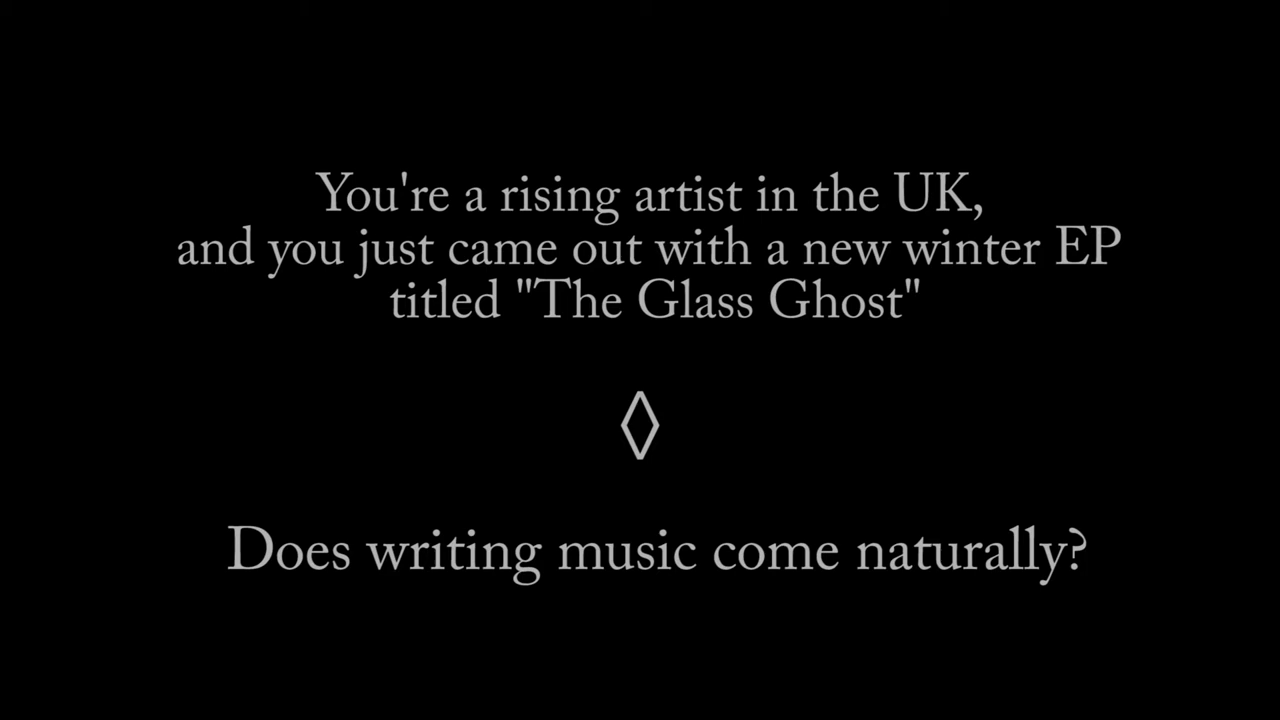 You're a rising artist in the UK,
and you just came out with a new winter EP
titled "The Glass Ghost"
◊
Does writing music come naturally?